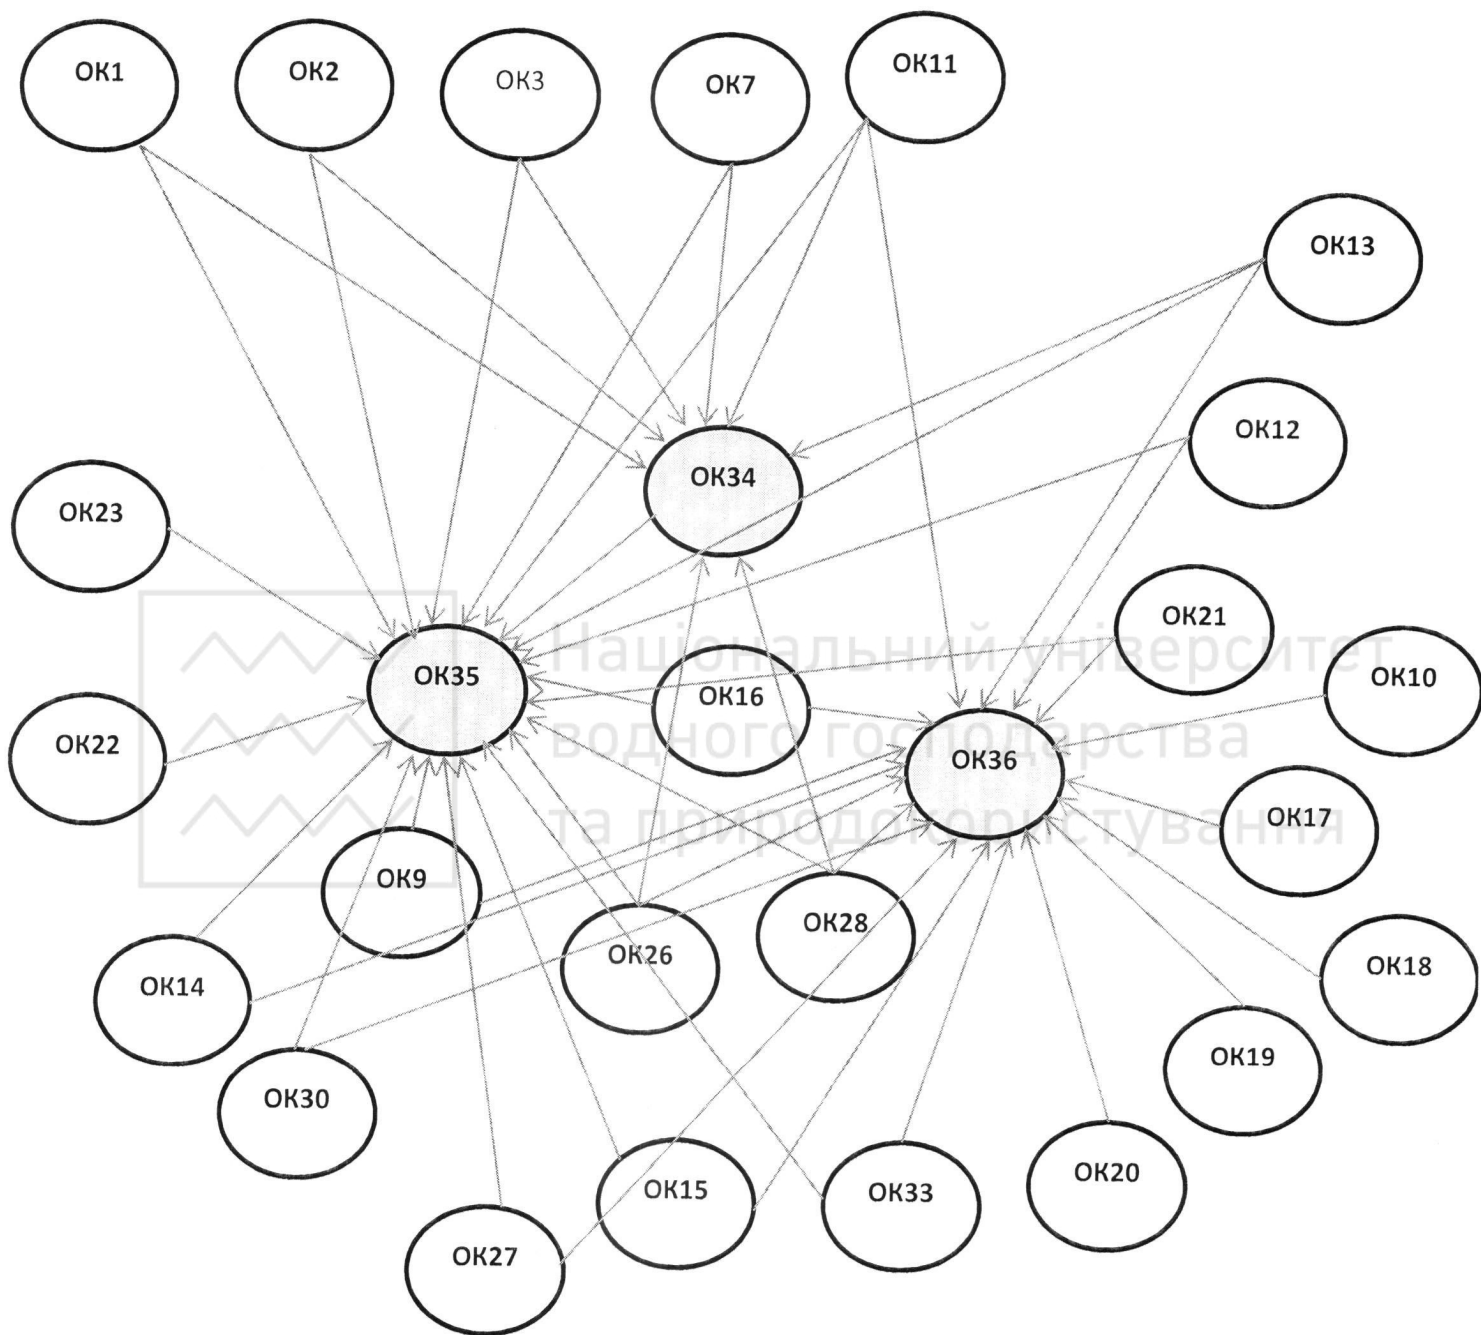 ОК1
ОК2
ОК3
ОК7
ОК11
ОК13
ОК12
ОК34
ОК23
ОК21
ОК35
ОК16
ОК10
ОК22
ОК36
ОК17
ОК9
ОК28
ОК26
ОК14
ОК18
ОК19
ОК30
ОК20
ОК15
ОК33
ОК27
Національний університет
водного господарства
та природокористування